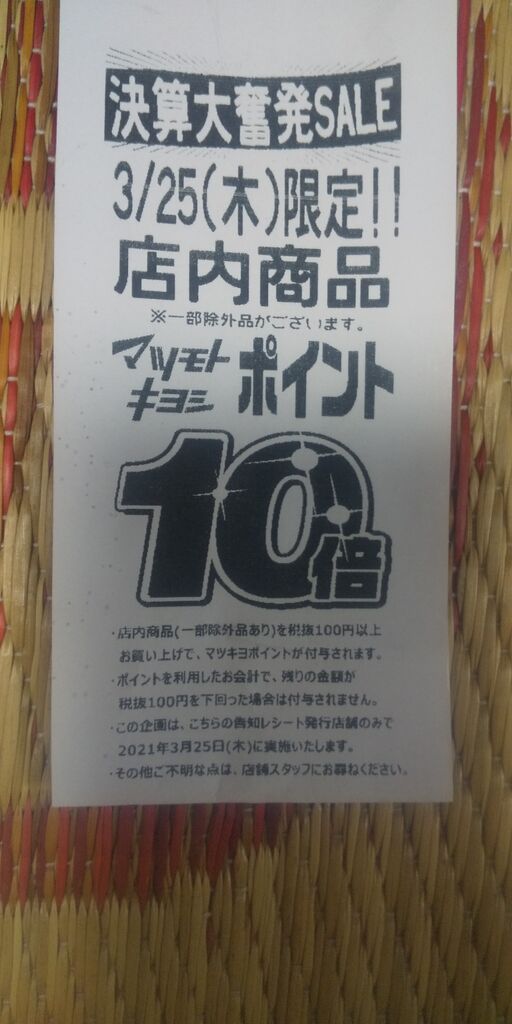 決算大奮発SALE
3/25(木)限定!!
店内商品
※一部除外品がございます。
マツモトキヨシ ポイント
10倍
・店内商品(一部除外品あり)を税抜100円以上
お買い上げで、マツキヨポイントが付与されます。
・ポイントを利用したお会計で、残りの金額が
税抜100円を下回った場合は付与されません。
・この企画は、こちらの告知レシート発行店舗のみで
2021年3月25日(木)に実施いたします。
・その他ご不明な点は、店舗スタッフにお尋ねください。